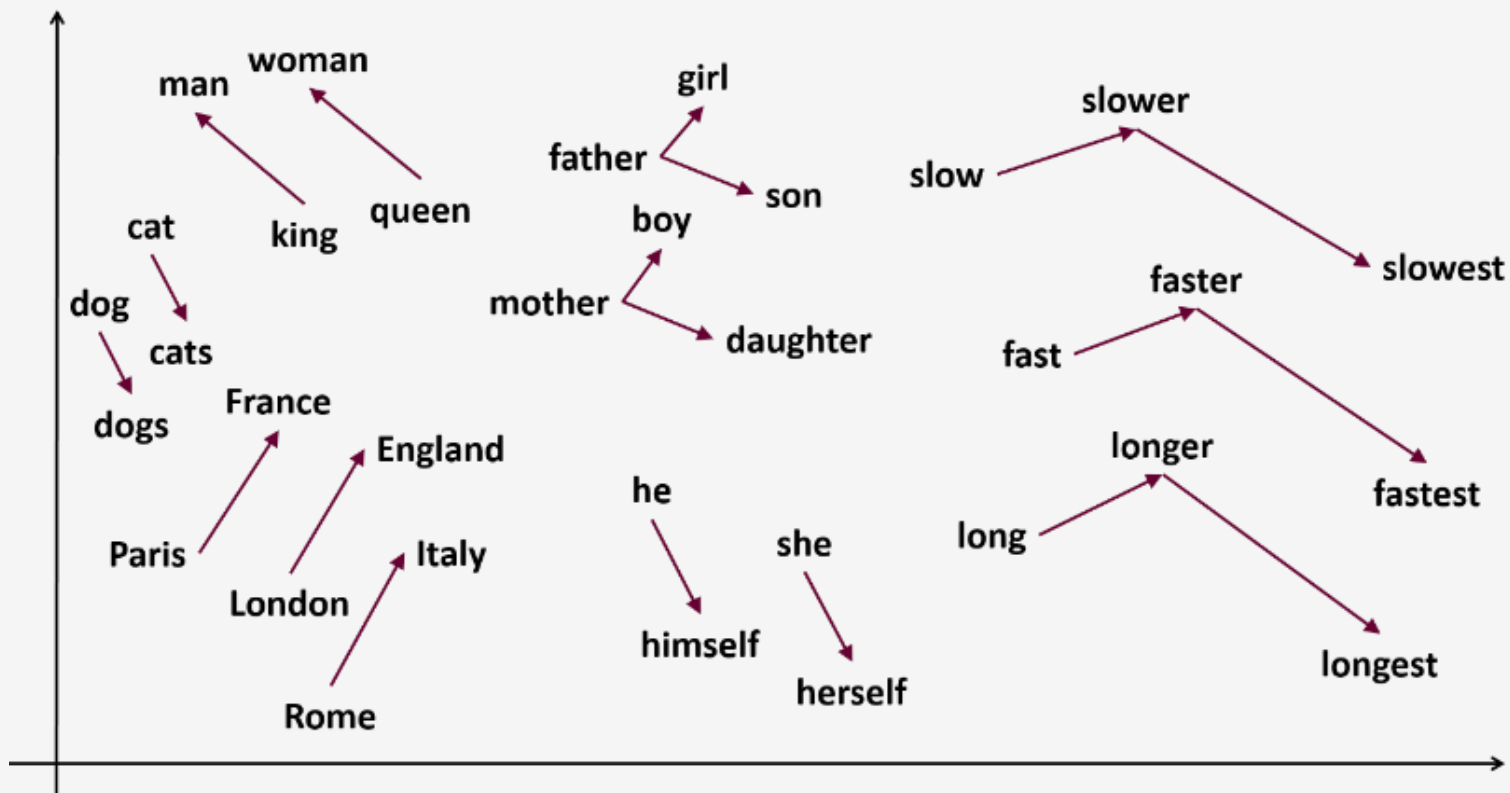 woman
man
girl
slower
father
slow
son
queen
boy
cat
king
slowest
faster
dog
mother
daughter
cats
fast
France
dogs
England
longer
he
fastest
long
she
Paris
Italy
London
himself
longest
herself
Rome